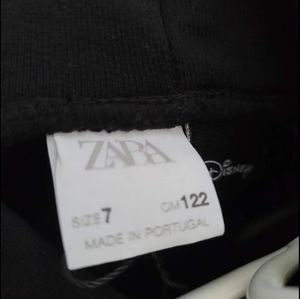 ZARA
Disney
SIZE 7 CM 122
MADE IN PORTUGAL